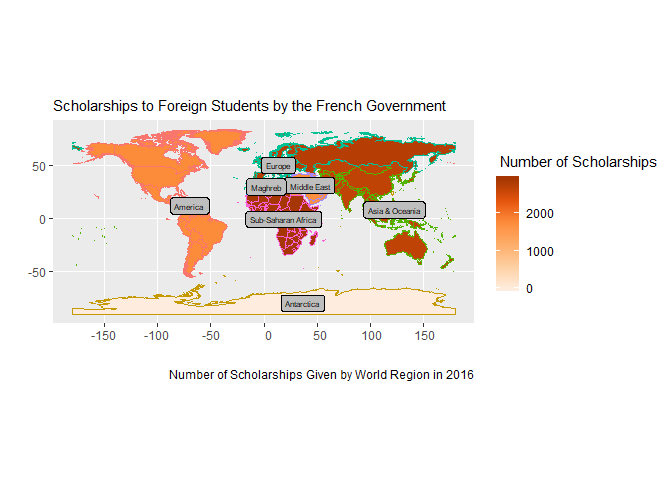 Scholarships to Foreign Students by the French Government
Number of Scholarships
50
0
-50
2000
1000
0
Europe
Maghreb
Middle East
America
Asia & Oceania
Sub-Saharan Africa
Antarctica
-150
-100
-50
0
50
100
150
Number of Scholarships Given by World Region in 2016